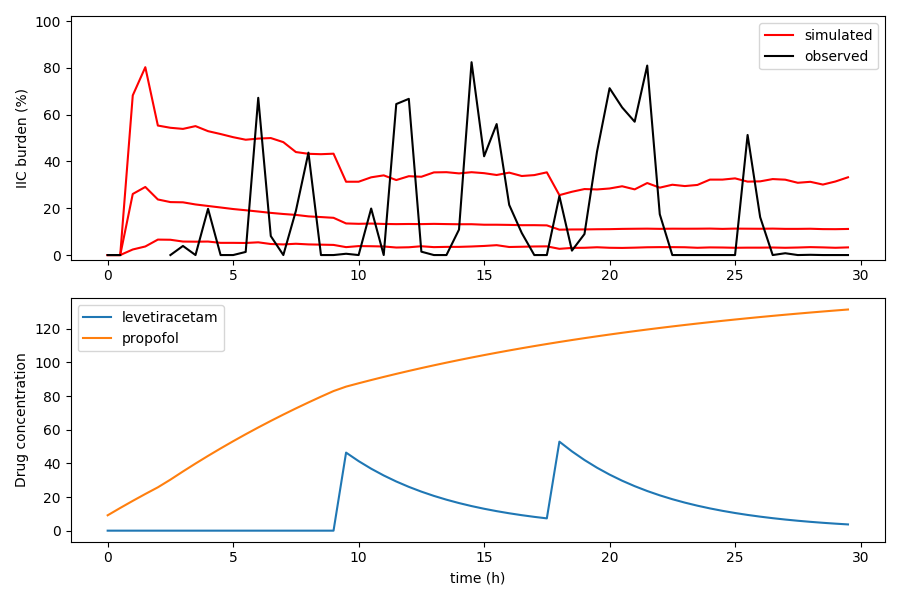 100
80
60
40
20
0
IIC burden (%)
simulated
observed
0 5 10 15 20 25 30
120
100
80
60
40
20
0
Drug concentration
levetiracetam
propofol
0 5 10 15 20 25 30
time (h)